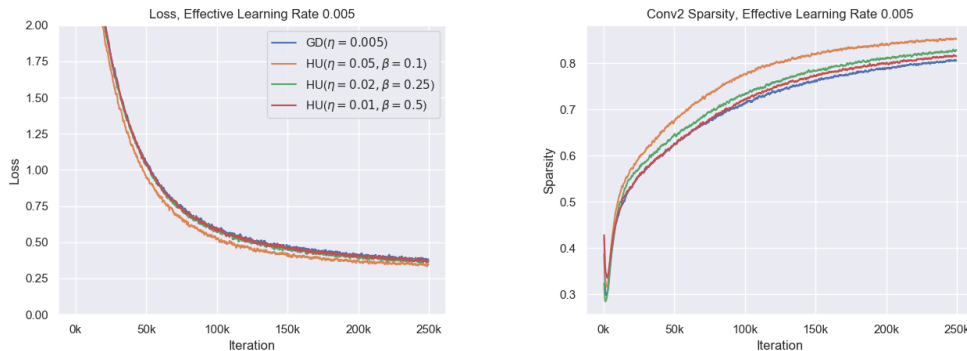 Loss, Effective Learning Rate 0.005
2.00
1.75
1.50
1.25
1.00
0.75
0.50
0.25
0.00
Loss
GD(η = 0.005)
HU(η = 0.05, β = 0.1)
HU(η = 0.02, β = 0.25)
HU(η = 0.01, β = 0.5)
0k 50k 100k 150k 200k 250k
Iteration
Conv2 Sparsity, Effective Learning Rate 0.005
0.8
0.7
0.6
0.5
0.4
0.3
Sparsity
0k 50k 100k 150k 200k 250k
Iteration